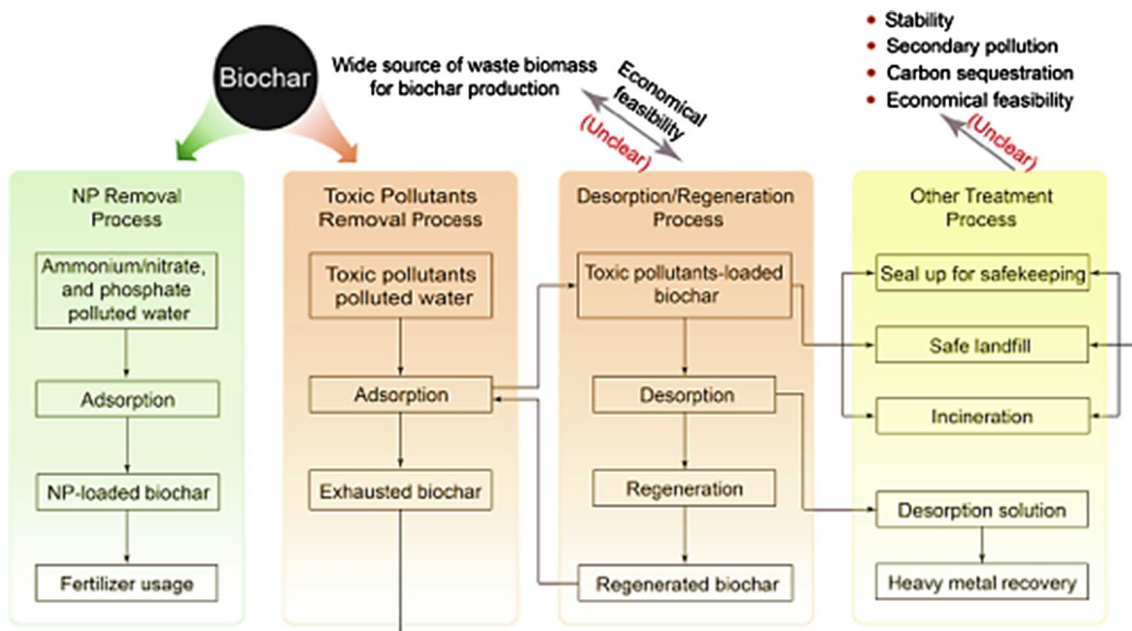 Biochar
Wide source of waste biomass
for biochar production
Economical
feasibility
(Unclear)
• Stability
• Secondary pollution
• Carbon sequestration
• Economical feasibility
(Unclear)
NP Removal
Process
Ammonium/nitrate,
and phosphate
polluted water
Adsorption
NP-loaded biochar
Fertilizer usage
Toxic Pollutants
Removal Process
Toxic pollutants
polluted water
Adsorption
Exhausted biochar
Desorption/Regeneration
Process
Toxic pollutants-loaded
biochar
Desorption
Regeneration
Regenerated biochar
Other Treatment
Process
Seal up for safekeeping
Safe landfill
Incineration
Desorption solution
Heavy metal recovery